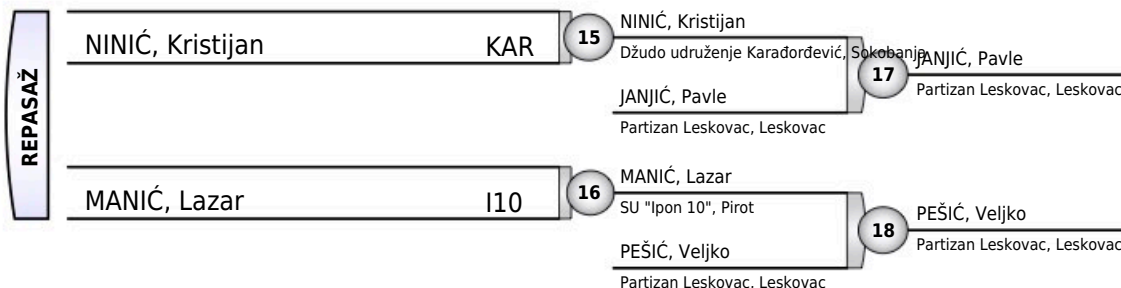 REPASAŽ
NINIĆ, Kristijan KAR
15
NINIĆ, Kristijan
Džudo udruženje Karađorđević, Sokobanja
JANJIĆ, Pavle
Partizan Leskovac, Leskovac
17
JANJIĆ, Pavle
Partizan Leskovac, Leskovac
MANIĆ, Lazar I10
16
MANIĆ, Lazar
SU "Ipon 10", Pirot
PEŠIĆ, Veljko
Partizan Leskovac, Leskovac
18
PEŠIĆ, Veljko
Partizan Leskovac, Leskovac